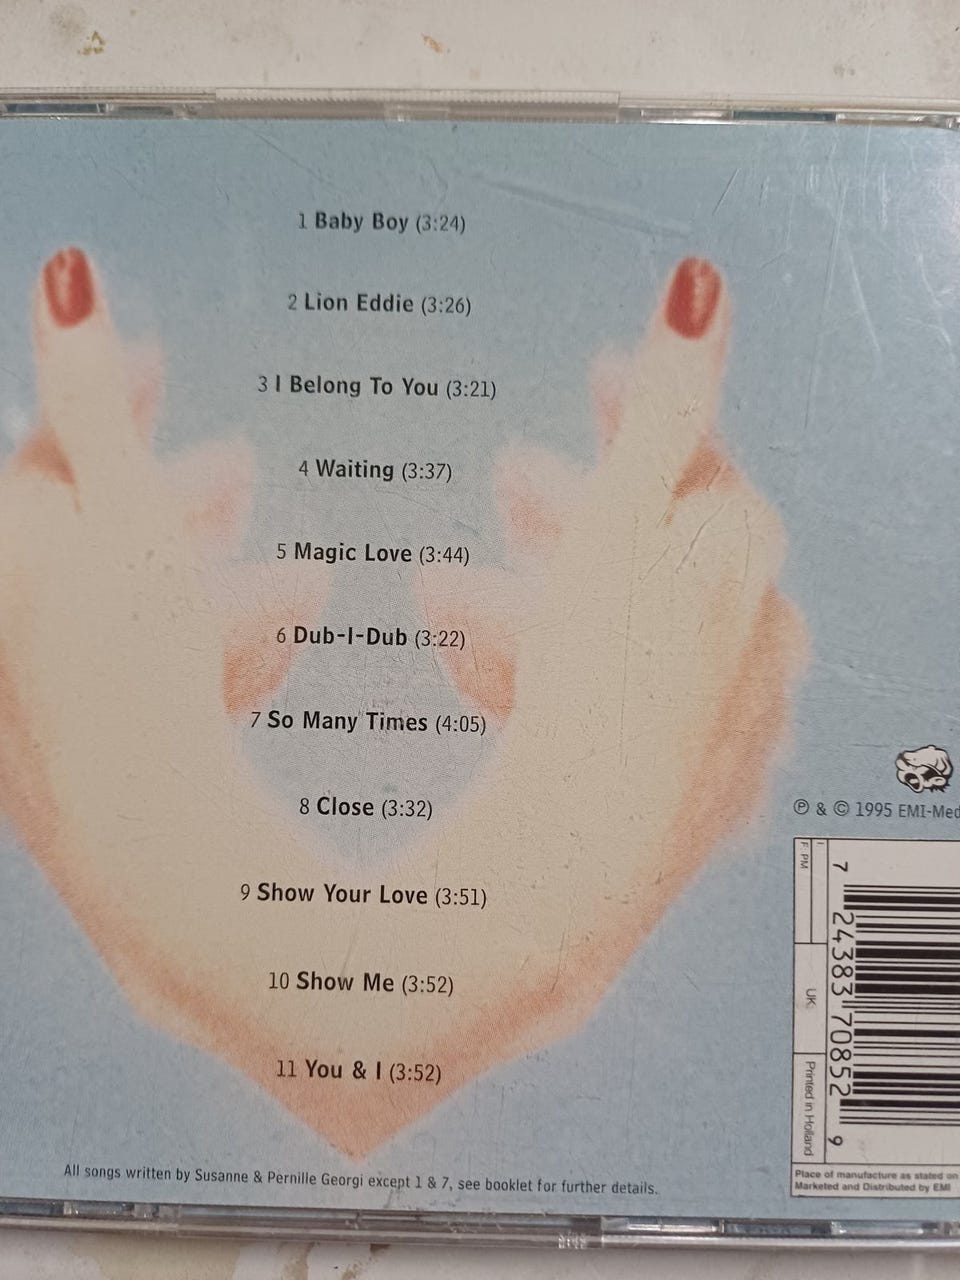 1 Baby Boy (3:24)
2 Lion Eddie (3:26)
3 I Belong To You (3:21)
4 Waiting (3:37)
5 Magic Love (3:44)
6 Dub-I-Dub (3:22)
7 So Many Times (4:05)
8 Close (3:32)
9 Show Your Love (3:51)
10 Show Me (3:52)
11 You & I (3:52)
All songs written by Susanne & Pernille Georgi except 1 & 7, see booklet for further details.
℗ & © 1995 EMI-Med
F: PM
UK:
Printed in Holland
7 24383 70852 9
Place of manufacture as stated on
Marketed and Distributed by EMI